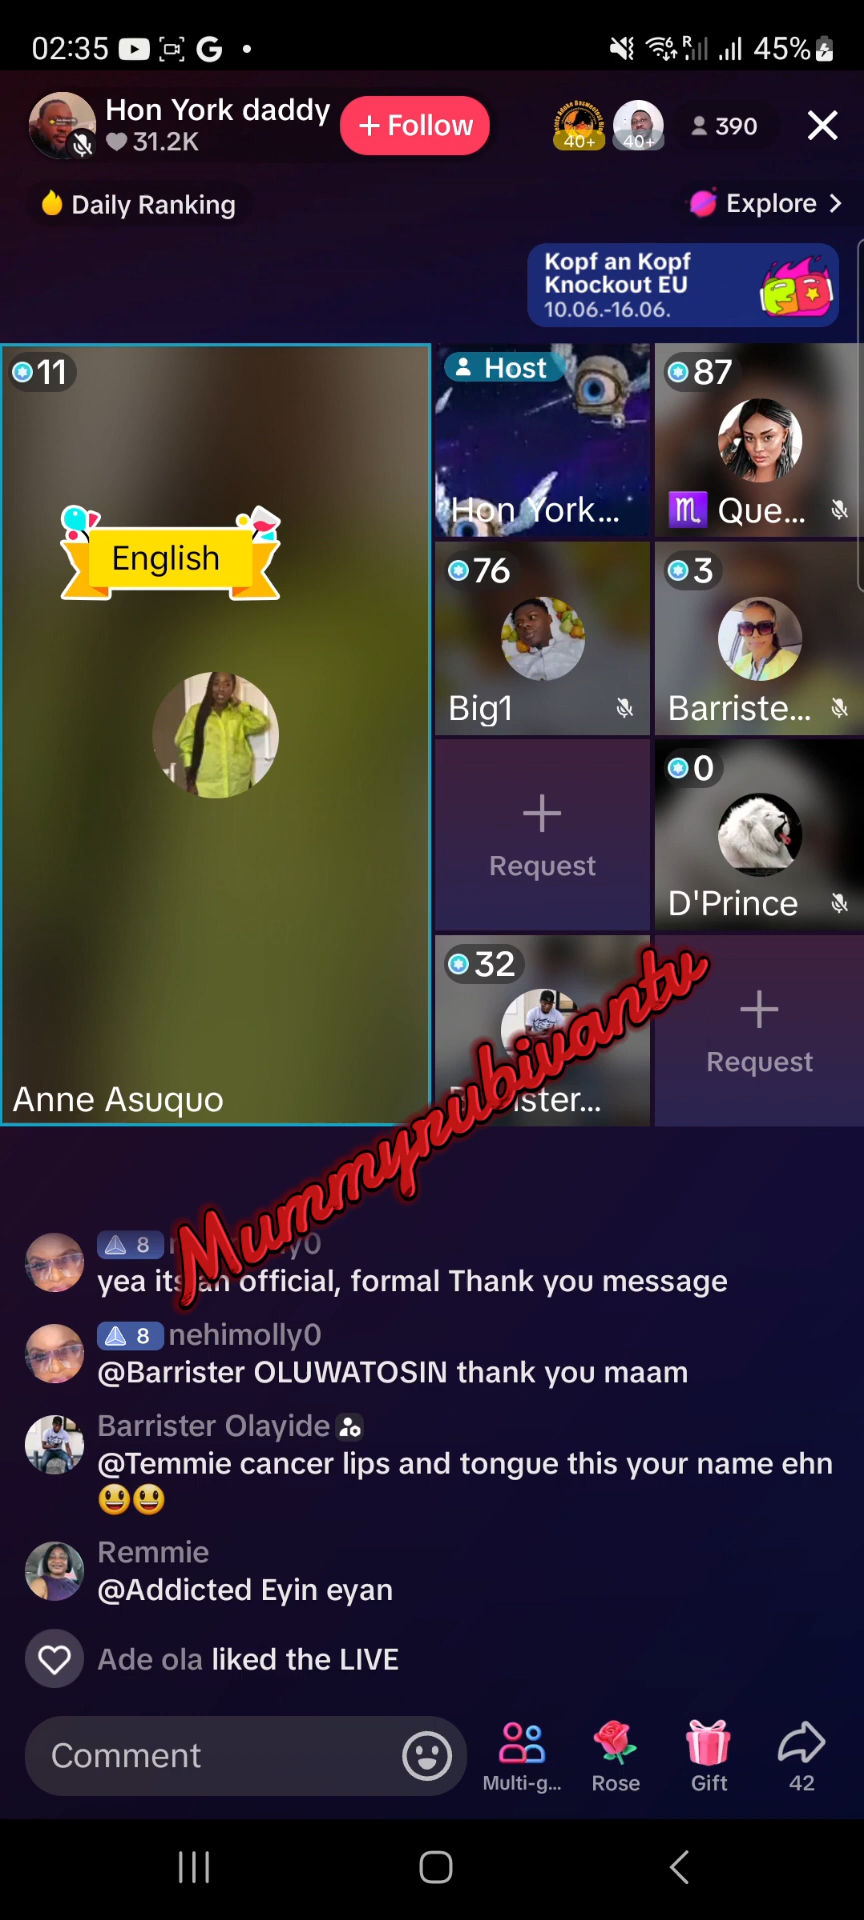 02:35
45%
Hon York daddy
31.2K
+ Follow
40+
40+
390
Daily Ranking
Explore
Kopf an Kopf
Knockout EU
10.06.-16.06.
11
English
Anne Asuquo
Host
Hon York...
87
Que...
76
Big1
3
Barriste...
Request
0
D'Prince
32
Request
Mummyrubivantv
8
yea its an official, formal Thank you message
8 nehimolly0
@Barrister OLUWATOSIN thank you maam
Barrister Olayide
@Temmie cancer lips and tongue this your name ehn
😃😃
Remmie
@Addicted Eyin eyan
Ade ola liked the LIVE
Comment
Multi-g...
Rose
Gift
42